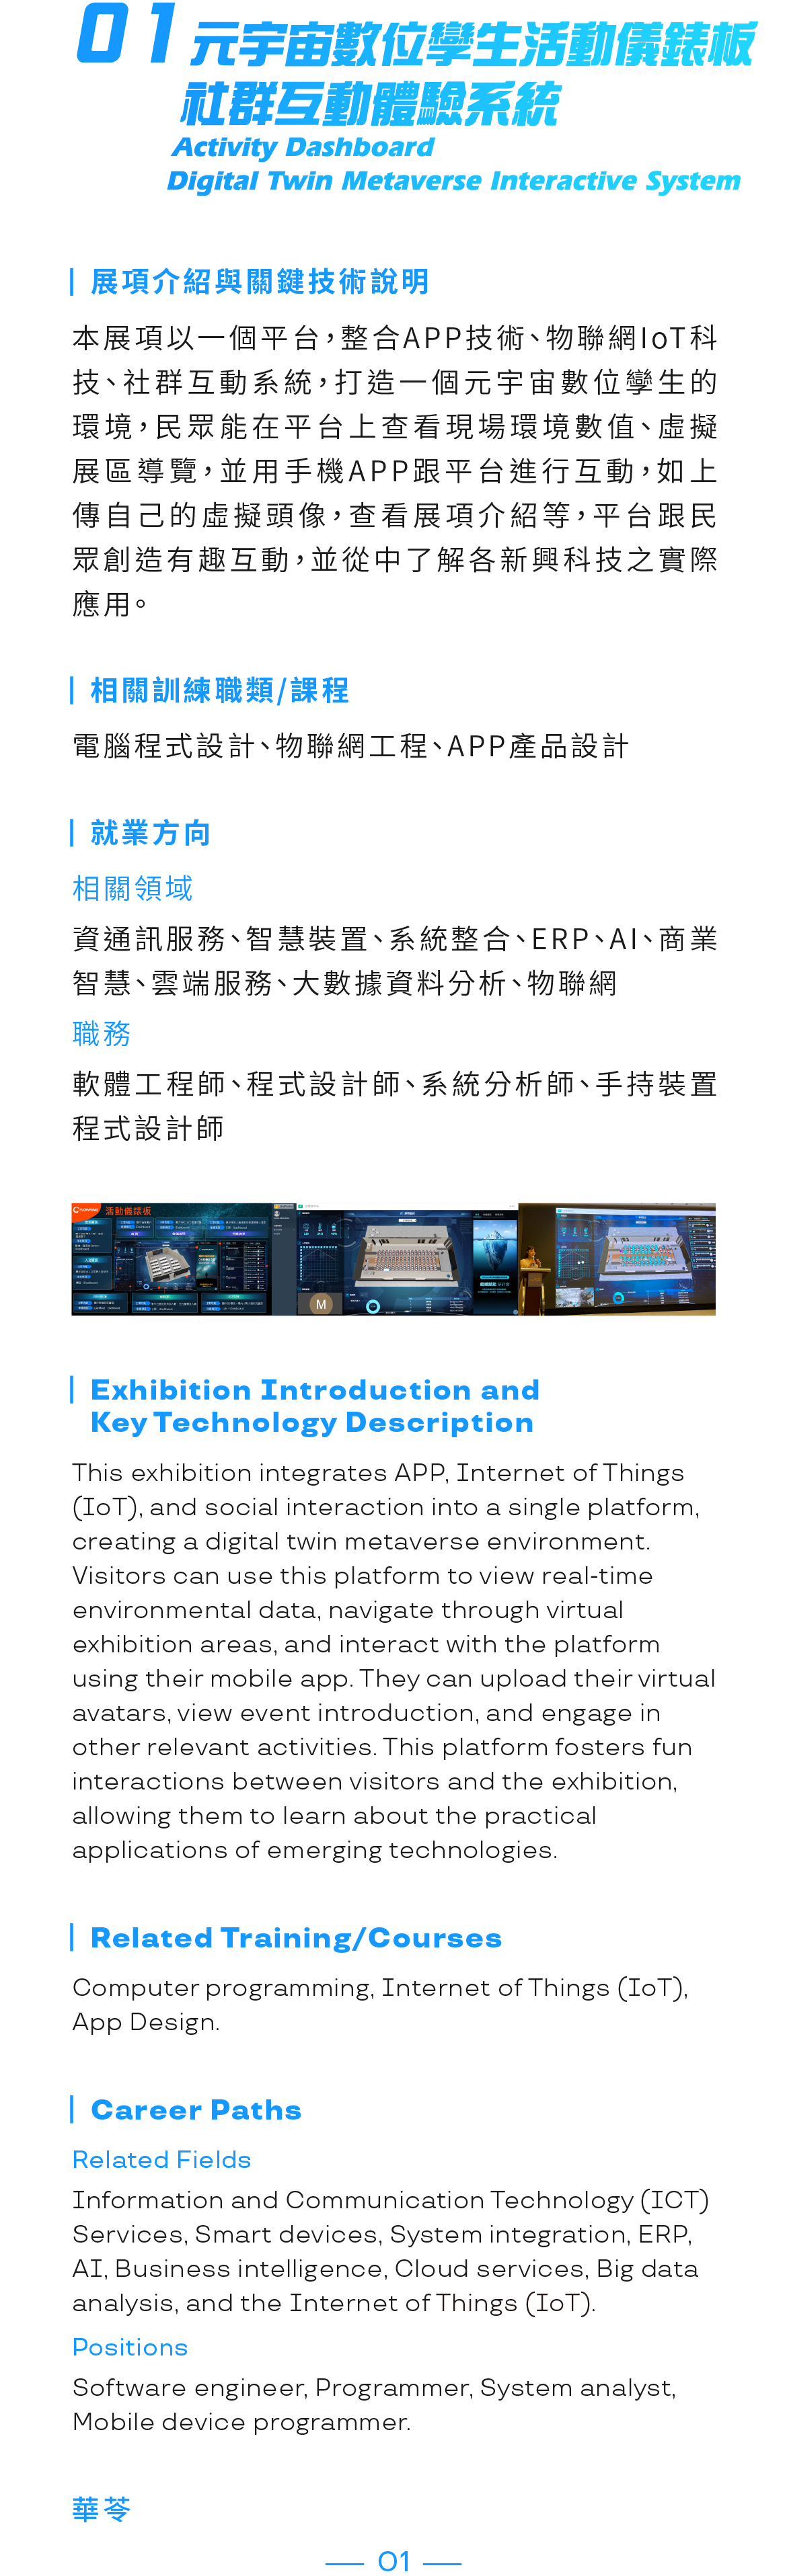 01 元宇宙數位孿生活動儀錶板
社群互動體驗系統
Activity Dashboard
Digital Twin Metaverse Interactive System
展項介紹與關鍵技術說明
本展項以一個平台，整合APP技術、物聯網IoT科
技、社群互動系統，打造一個元宇宙數位孿生的
環境，民眾能在平台上查看現場環境數值、虛擬
展區導覽，並用手機APP跟平台進行互動，如上
傳自己的虛擬頭像，查看展項介紹等，平台跟民
眾創造有趣互動，並從中了解各新興科技之實際
應用。
相關訓練職類/課程
電腦程式設計、物聯網工程、APP產品設計
就業方向
相關領域
資通訊服務、智慧裝置、系統整合、ERP、AI、商業
智慧、雲端服務、大數據資料分析、物聯網
職務
軟體工程師、程式設計師、系統分析師、手持裝置
程式設計師
活動儀錶板
M
Exhibition Introduction and
Key Technology Description
This exhibition integrates APP, Internet of Things
(IoT), and social interaction into a single platform,
creating a digital twin metaverse environment.
Visitors can use this platform to view real-time
environmental data, navigate through virtual
exhibition areas, and interact with the platform
using their mobile app. They can upload their virtual
avatars, view event introduction, and engage in
other relevant activities. This platform fosters fun
interactions between visitors and the exhibition,
allowing them to learn about the practical
applications of emerging technologies.
Related Training/Courses
Computer programming, Internet of Things (IoT),
App Design.
Career Paths
Related Fields
Information and Communication Technology (ICT)
Services, Smart devices, System integration, ERP,
AI, Business intelligence, Cloud services, Big data
analysis, and the Internet of Things (IoT).
Positions
Software engineer, Programmer, System analyst,
Mobile device programmer.
華苓
01